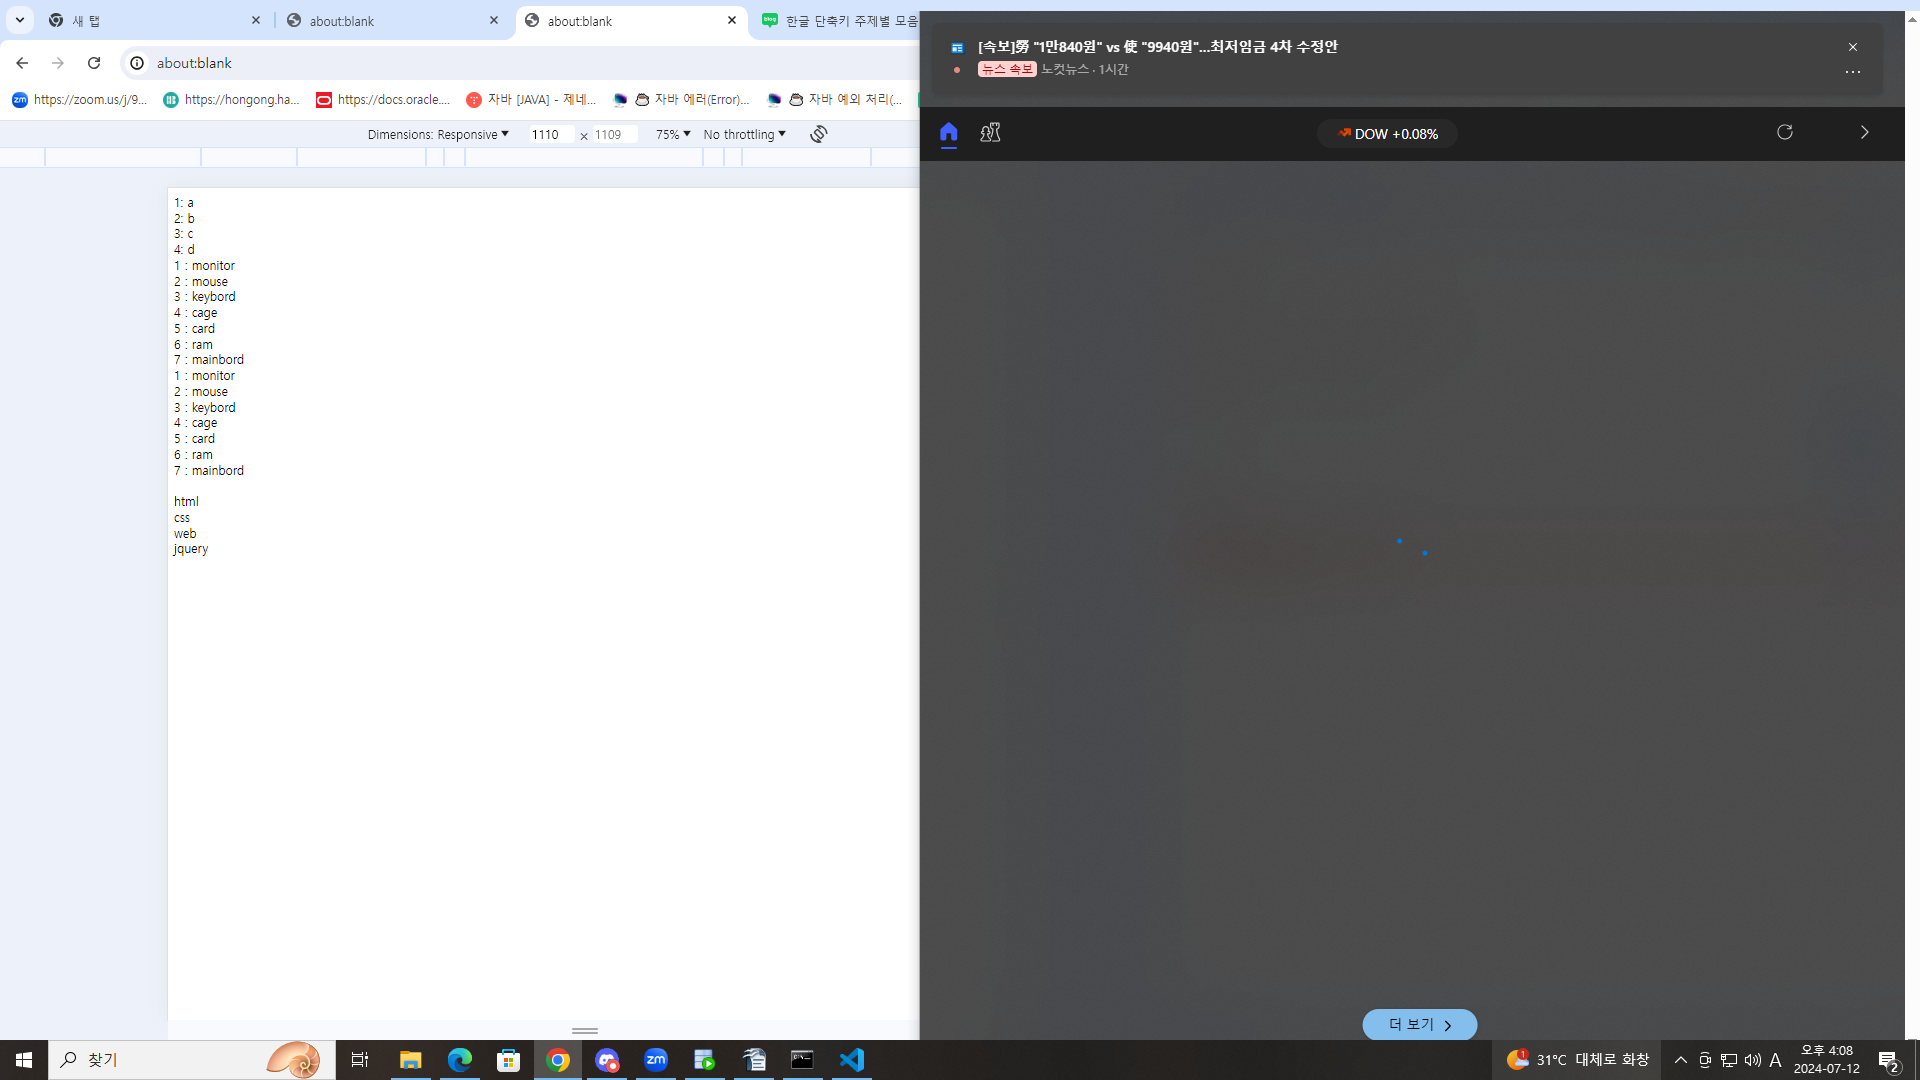 새 탭
about:blank
about:blank
한글 단축키 주제별 모음
about:blank
https://zoom.us/j/9...
https://hongong.ha...
https://docs.oracle....
자바 [JAVA] - 제네...
자바 에러(Error)...
자바 예외 처리(...
Dimensions: Responsive
1110 × 1109
75%
No throttling
1: a
2: b
3: c
4: d
1 : monitor
2 : mouse
3 : keybord
4 : cage
5 : card
6 : ram
7 : mainbord
1 : monitor
2 : mouse
3 : keybord
4 : cage
5 : card
6 : ram
7 : mainbord
html
css
web
jquery
[속보]勞 "1만840원" vs 使 "9940원"...최저임금 4차 수정안
뉴스 속보 노컷뉴스 · 1시간
DOW +0.08%
더 보기
찾기
31°C 대체로 화창
A
오후 4:08
2024-07-12
2